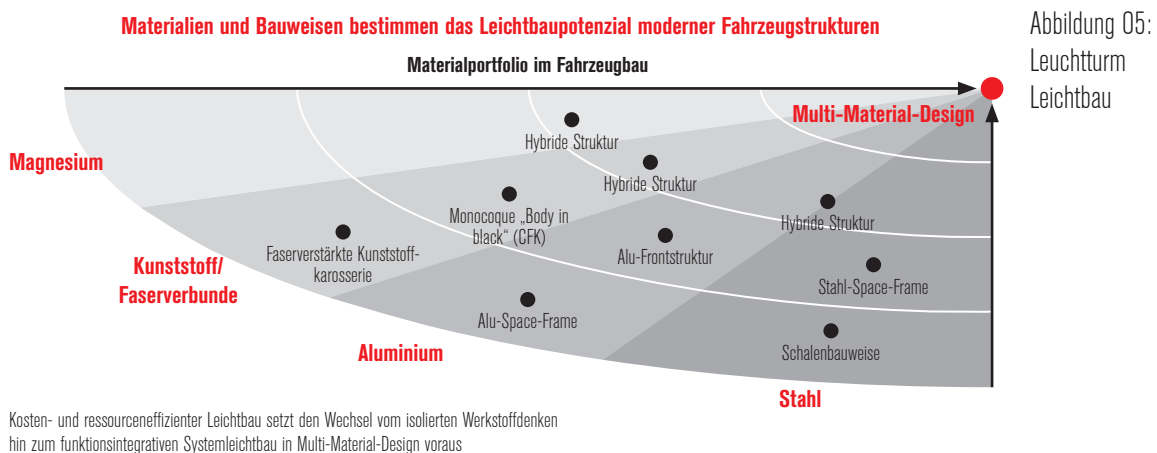 Materialien und Bauweisen bestimmen das Leichtbaupotenzial moderner Fahrzeugstrukturen
Materialportfolio im Fahrzeugbau
Abbildung 05:
Leuchtturm
Leichtbau
Multi-Material-Design
Hybride Struktur
Magnesium
Hybride Struktur
Monocoque „Body in
black“ (CFK)
Hybride Struktur
Faserverstärkte Kunststoff-
karosserie
Alu-Frontstruktur
Kunststoff/
Faserverbunde
Stahl-Space-Frame
Alu-Space-Frame
Aluminium
Schalenbauweise
Stahl
Kosten- und ressourceneffizienter Leichtbau setzt den Wechsel vom isolierten Werkstoffdenken
hin zum funktionsintegrativen Systemleichtbau in Multi-Material-Design voraus